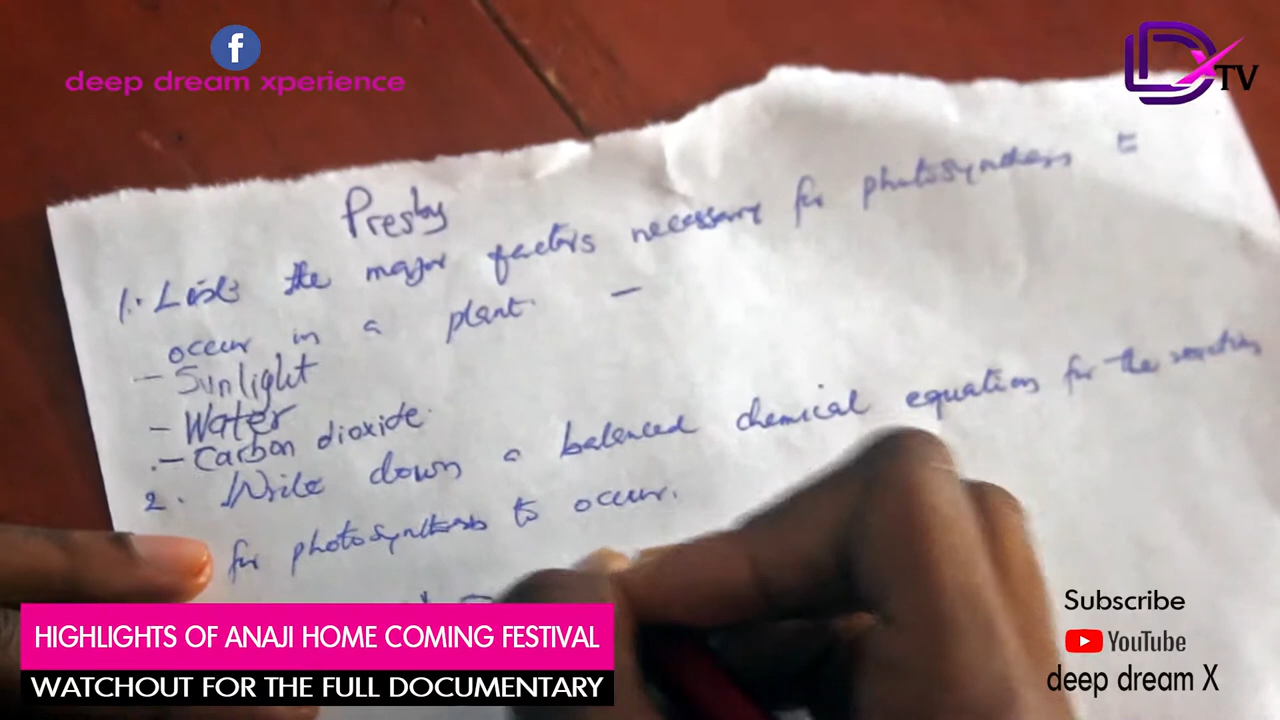 deep dream xperience
DX TV
Presby
1. List the major factors necessary for photosynthesis to
occur in a plant. —
- Sunlight
- Water
- Carbon dioxide.
2. Write down a balanced chemical equation for the reaction
for photosynthesis to occur.
HIGHLIGHTS OF ANAJI HOME COMING FESTIVAL
WATCHOUT FOR THE FULL DOCUMENTARY
Subscribe
YouTube
deep dream X